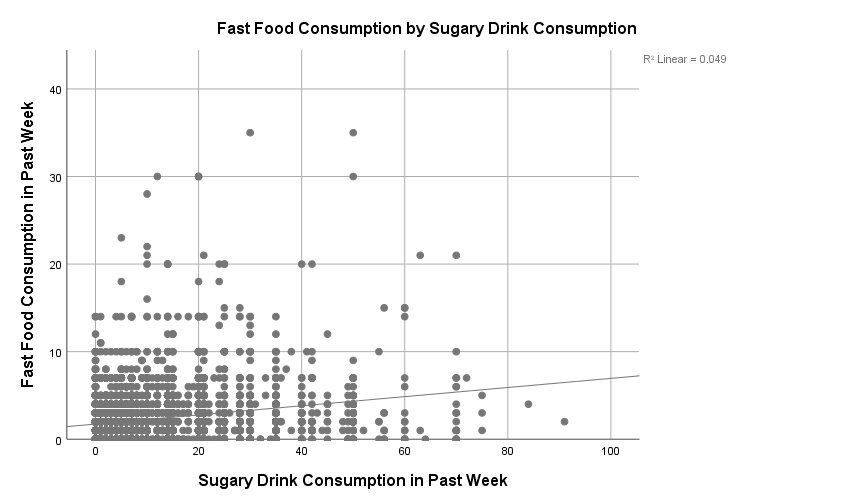 Fast Food Consumption by Sugary Drink Consumption
R² Linear = 0.049
Fast Food Consumption in Past Week
40
30
20
10
0
0 20 40 60 80 100
Sugary Drink Consumption in Past Week